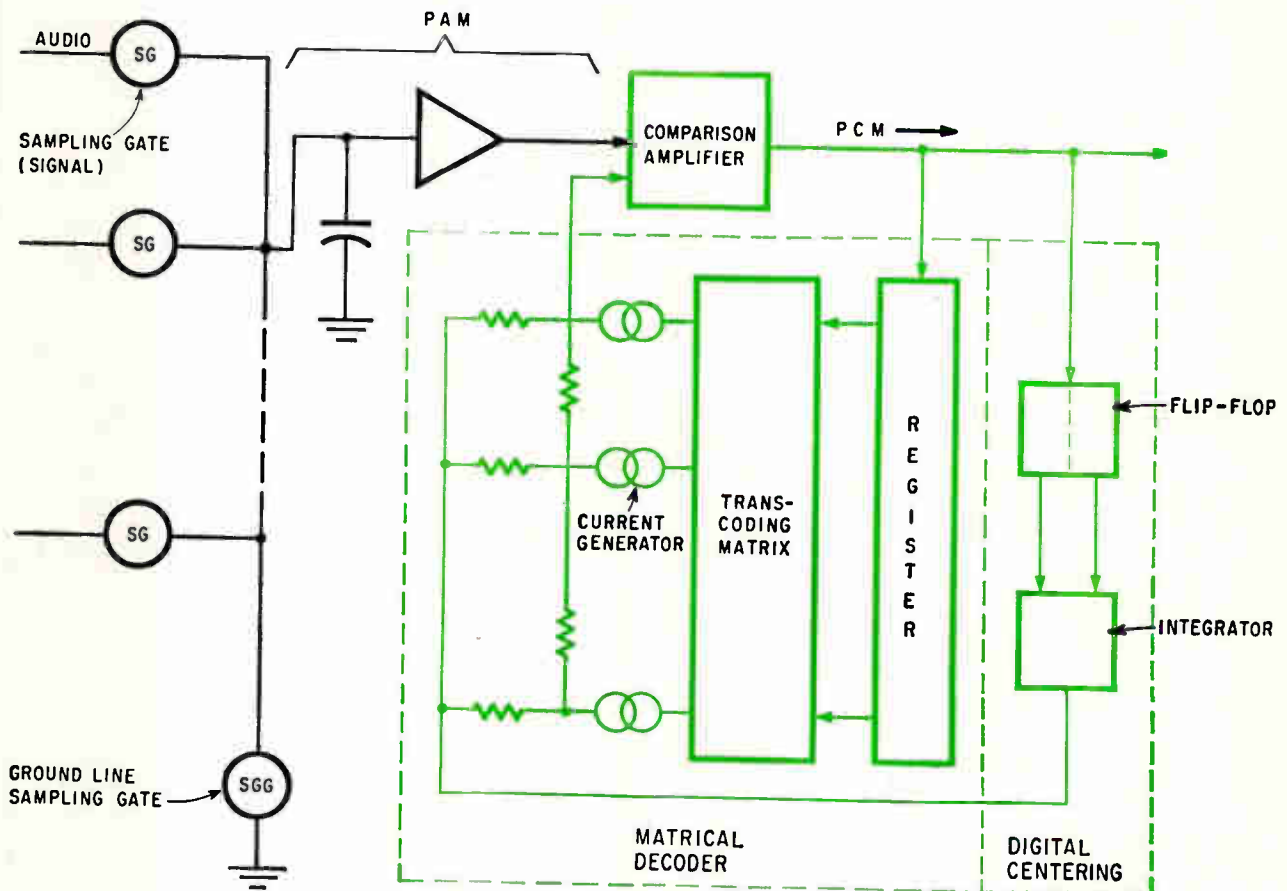 PAM
AUDIO
SG
SAMPLING GATE
(SIGNAL)
COMPARISON
AMPLIFIER
PCM
SG
FLIP-FLOP
REGISTER
CURRENT
GENERATOR
TRANS-
CODING
MATRIX
SG
INTEGRATOR
GROUND LINE
SAMPLING GATE
SGG
MATRICAL
DECODER
DIGITAL
CENTERING